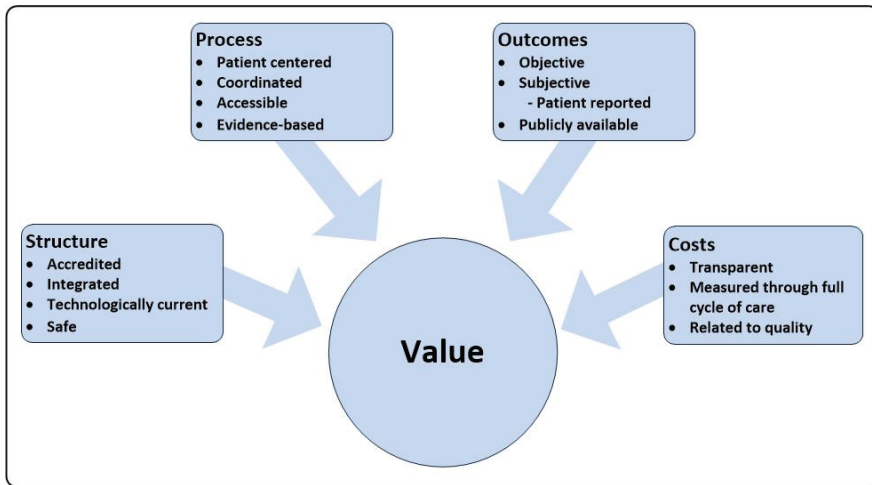 Process
• Patient centered
• Coordinated
• Accessible
• Evidence-based
Outcomes
• Objective
• Subjective
- Patient reported
• Publicly available
Structure
• Accredited
• Integrated
• Technologically current
• Safe
Costs
• Transparent
• Measured through full
cycle of care
• Related to quality
Value